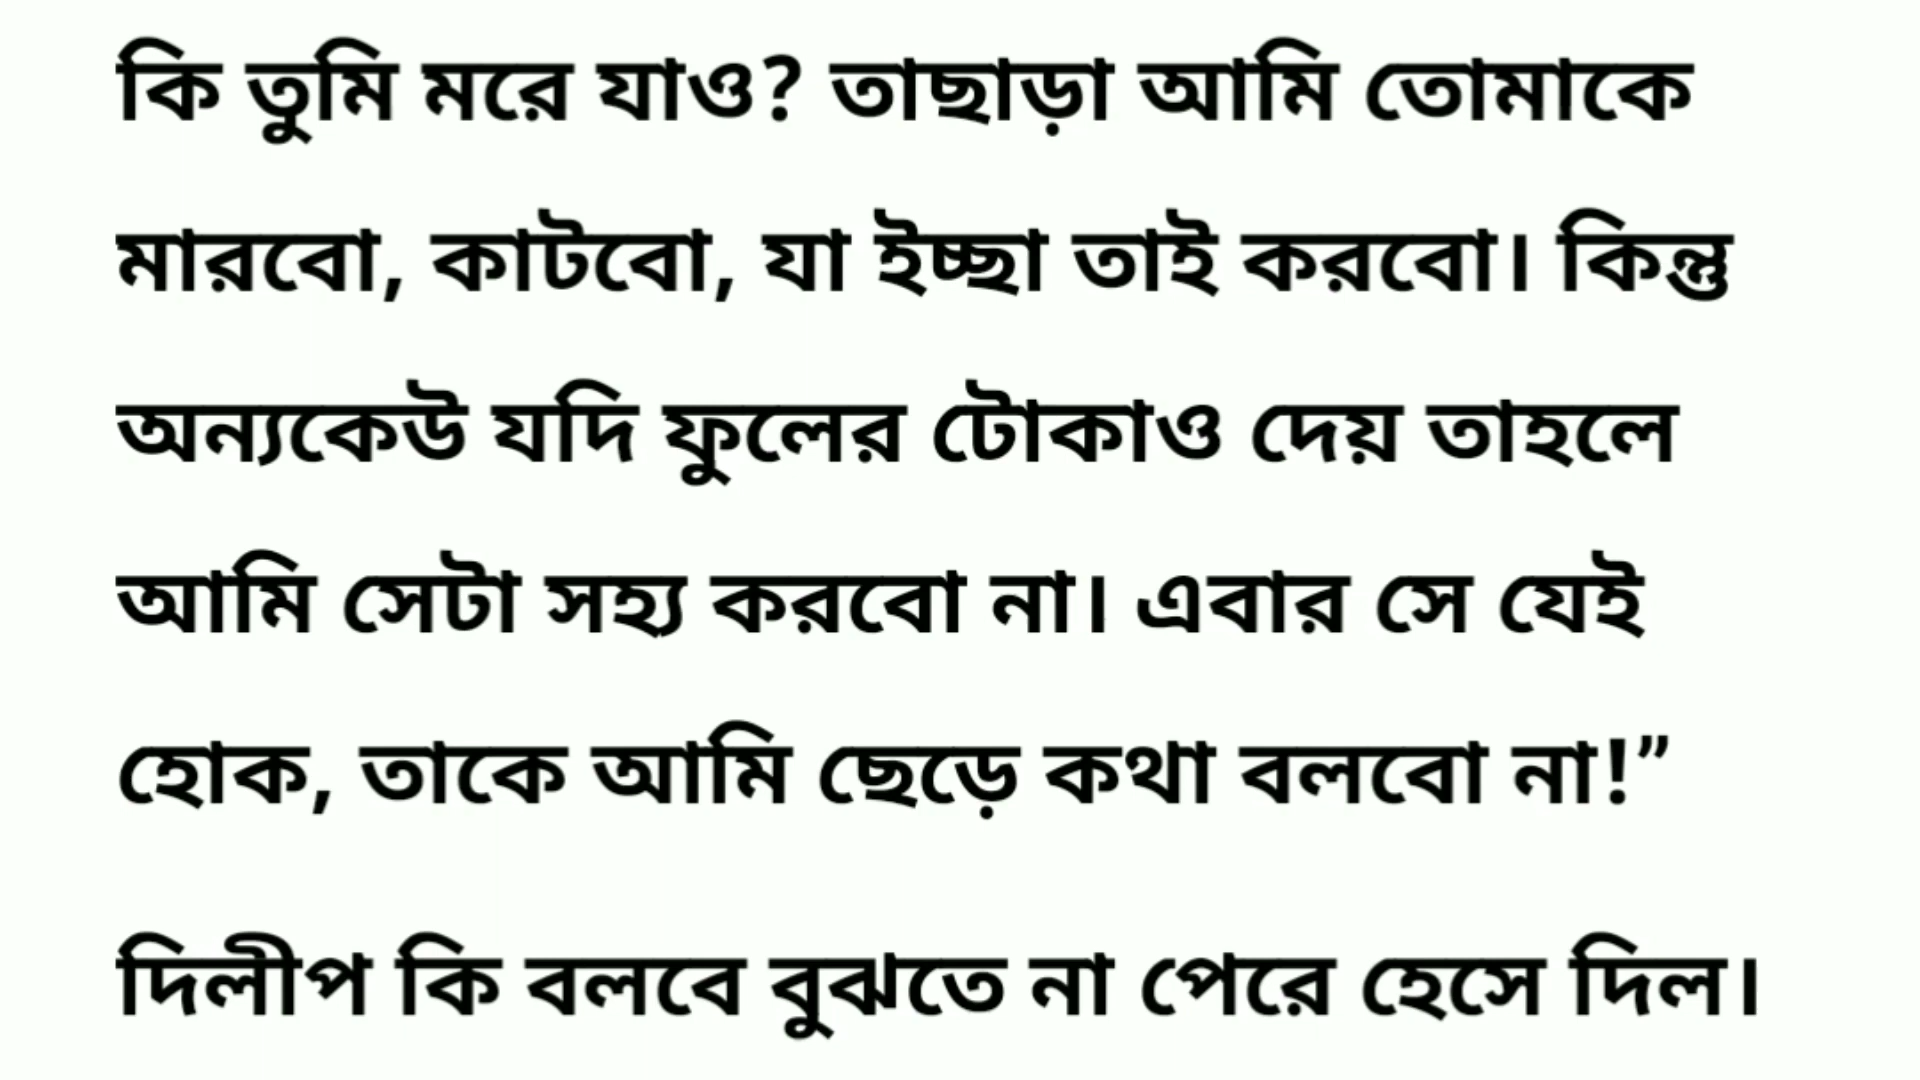 কি তুমি মরে যাও? তাছাড়া আমি তোমাকে
মারবো, কাটবো, যা ইচ্ছা তাই করবো। কিন্তু
অন্যকেউ যদি ফুলের টোকাও দেয় তাহলে
আমি সেটা সহ্য করবো না। এবার সে যেই
হোক, তাকে আমি ছেড়ে কথা বলবো না!”
দিলীপ কি বলবে বুঝতে না পেরে হেসে দিল।